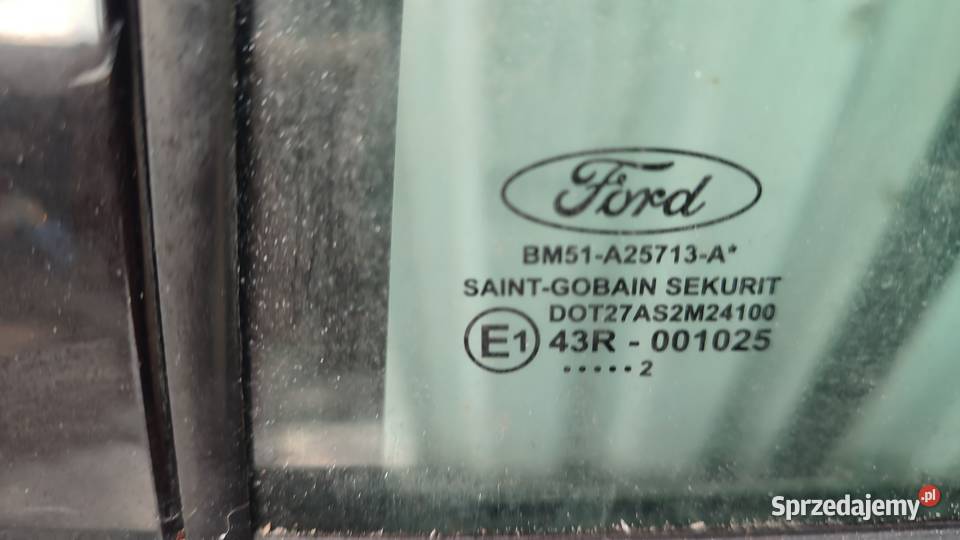 Ford
BM51-A25713-A*
SAINT-GOBAIN SEKURIT
DOT27AS2M24100
E1 43R - 001025
.....2
Sprzedajemy.pl